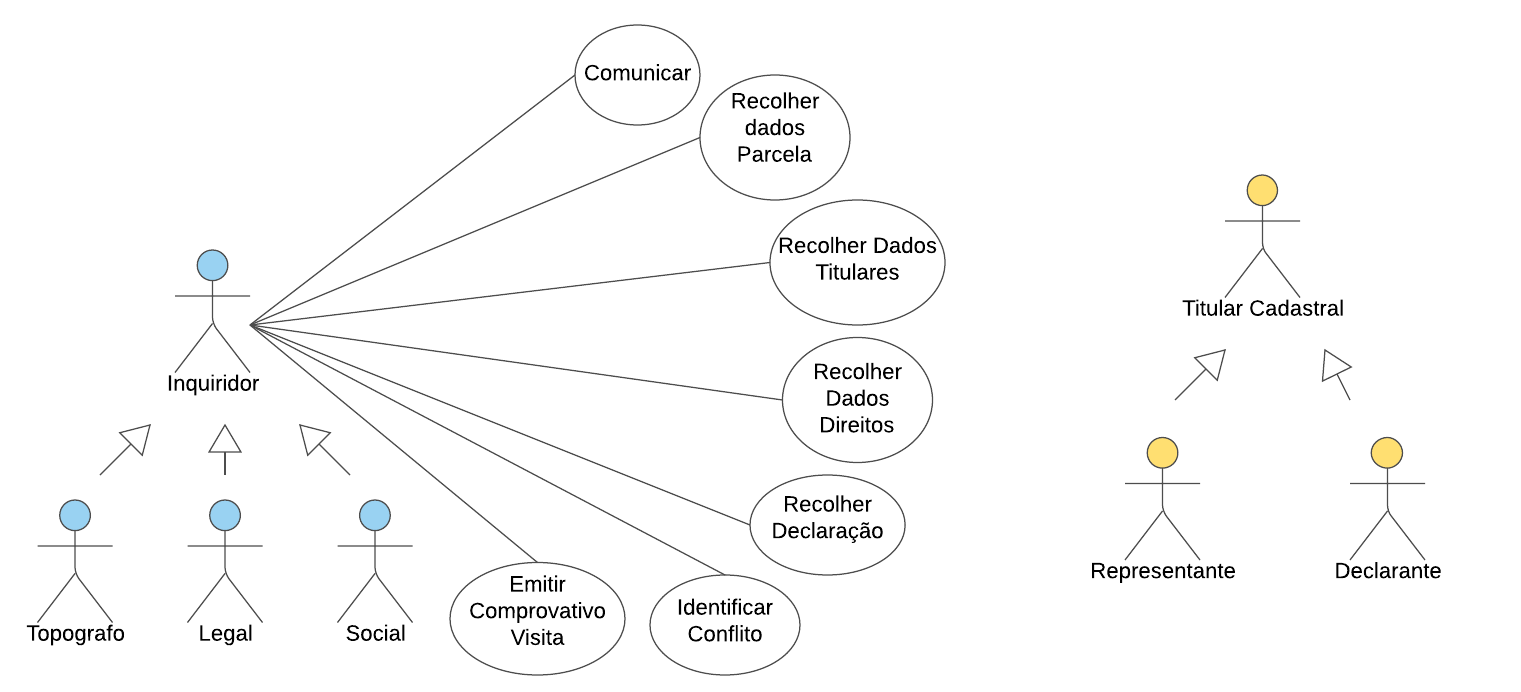 Comunicar
Recolher
dados
Parcela
Recolher Dados
Titulares
Titular Cadastral
Inquiridor
Recolher
Dados
Direitos
Recolher
Declaração
Representante
Declarante
Emitir
Comprovativo
Visita
Identificar
Conflito
Topografo
Legal
Social